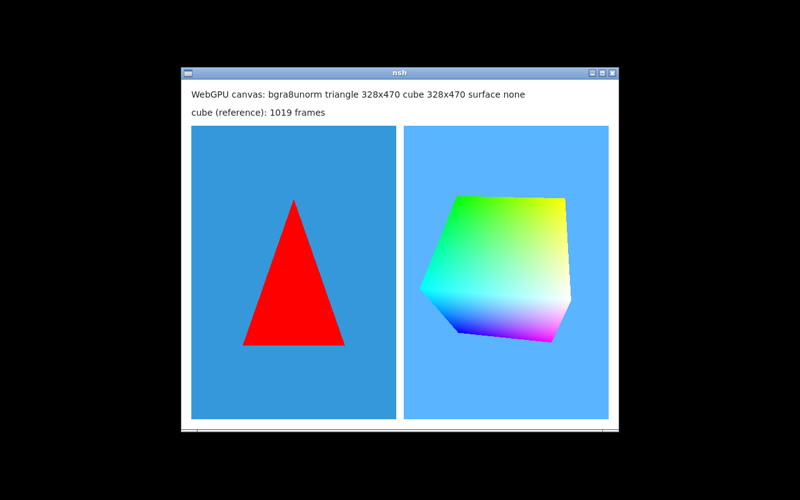 nsh
WebGPU canvas: bgra8unorm triangle 328x470 cube 328x470 surface none
cube (reference): 1019 frames